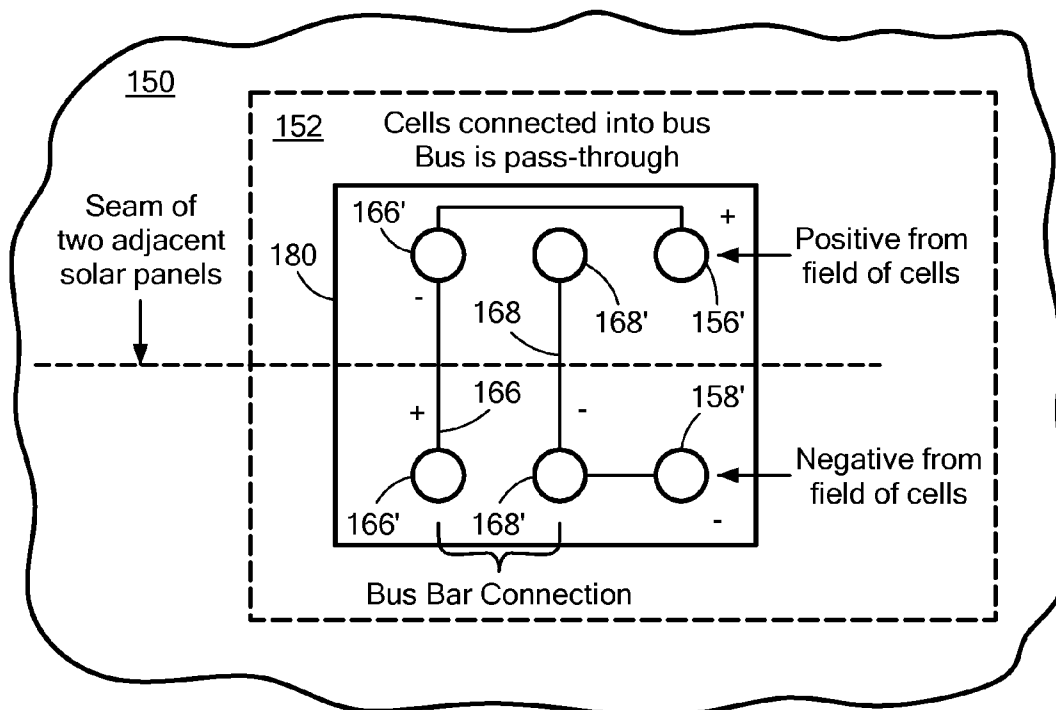 150
152
Cells connected into bus
Bus is pass-through
Seam of
two adjacent
solar panels
180
166'
+
-
168
168'
156'
Positive from
field of cells
+
166
-
158'
166'
168'
-
Negative from
field of cells
Bus Bar Connection